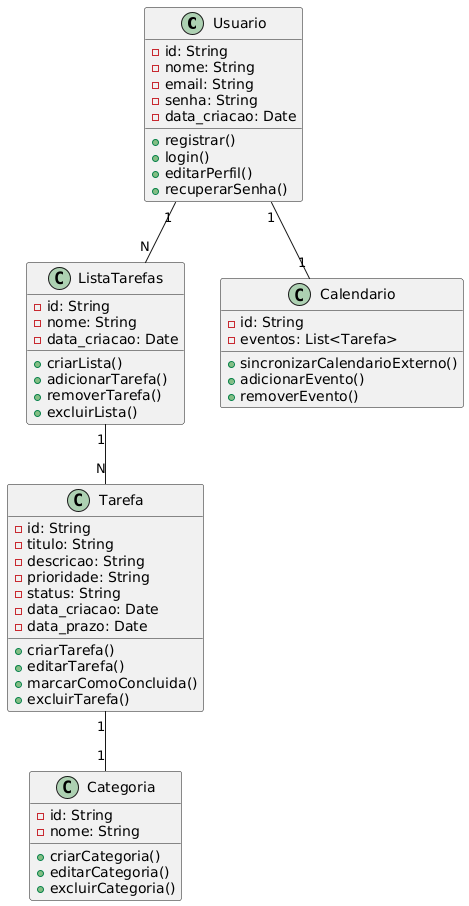 C Usuario
id: String
nome: String
email: String
senha: String
data_criacao: Date
registrar()
login()
editarPerfil()
recuperarSenha()
1
1
N
1
C ListaTarefas
id: String
nome: String
data_criacao: Date
criarLista()
adicionarTarefa()
removerTarefa()
excluirLista()
C Calendario
id: String
eventos: List<Tarefa>
sincronizarCalendarioExterno()
adicionarEvento()
removerEvento()
1
N
C Tarefa
id: String
titulo: String
descricao: String
prioridade: String
status: String
data_criacao: Date
data_prazo: Date
criarTarefa()
editarTarefa()
marcarComoConcluida()
excluirTarefa()
1
1
C Categoria
id: String
nome: String
criarCategoria()
editarCategoria()
excluirCategoria()